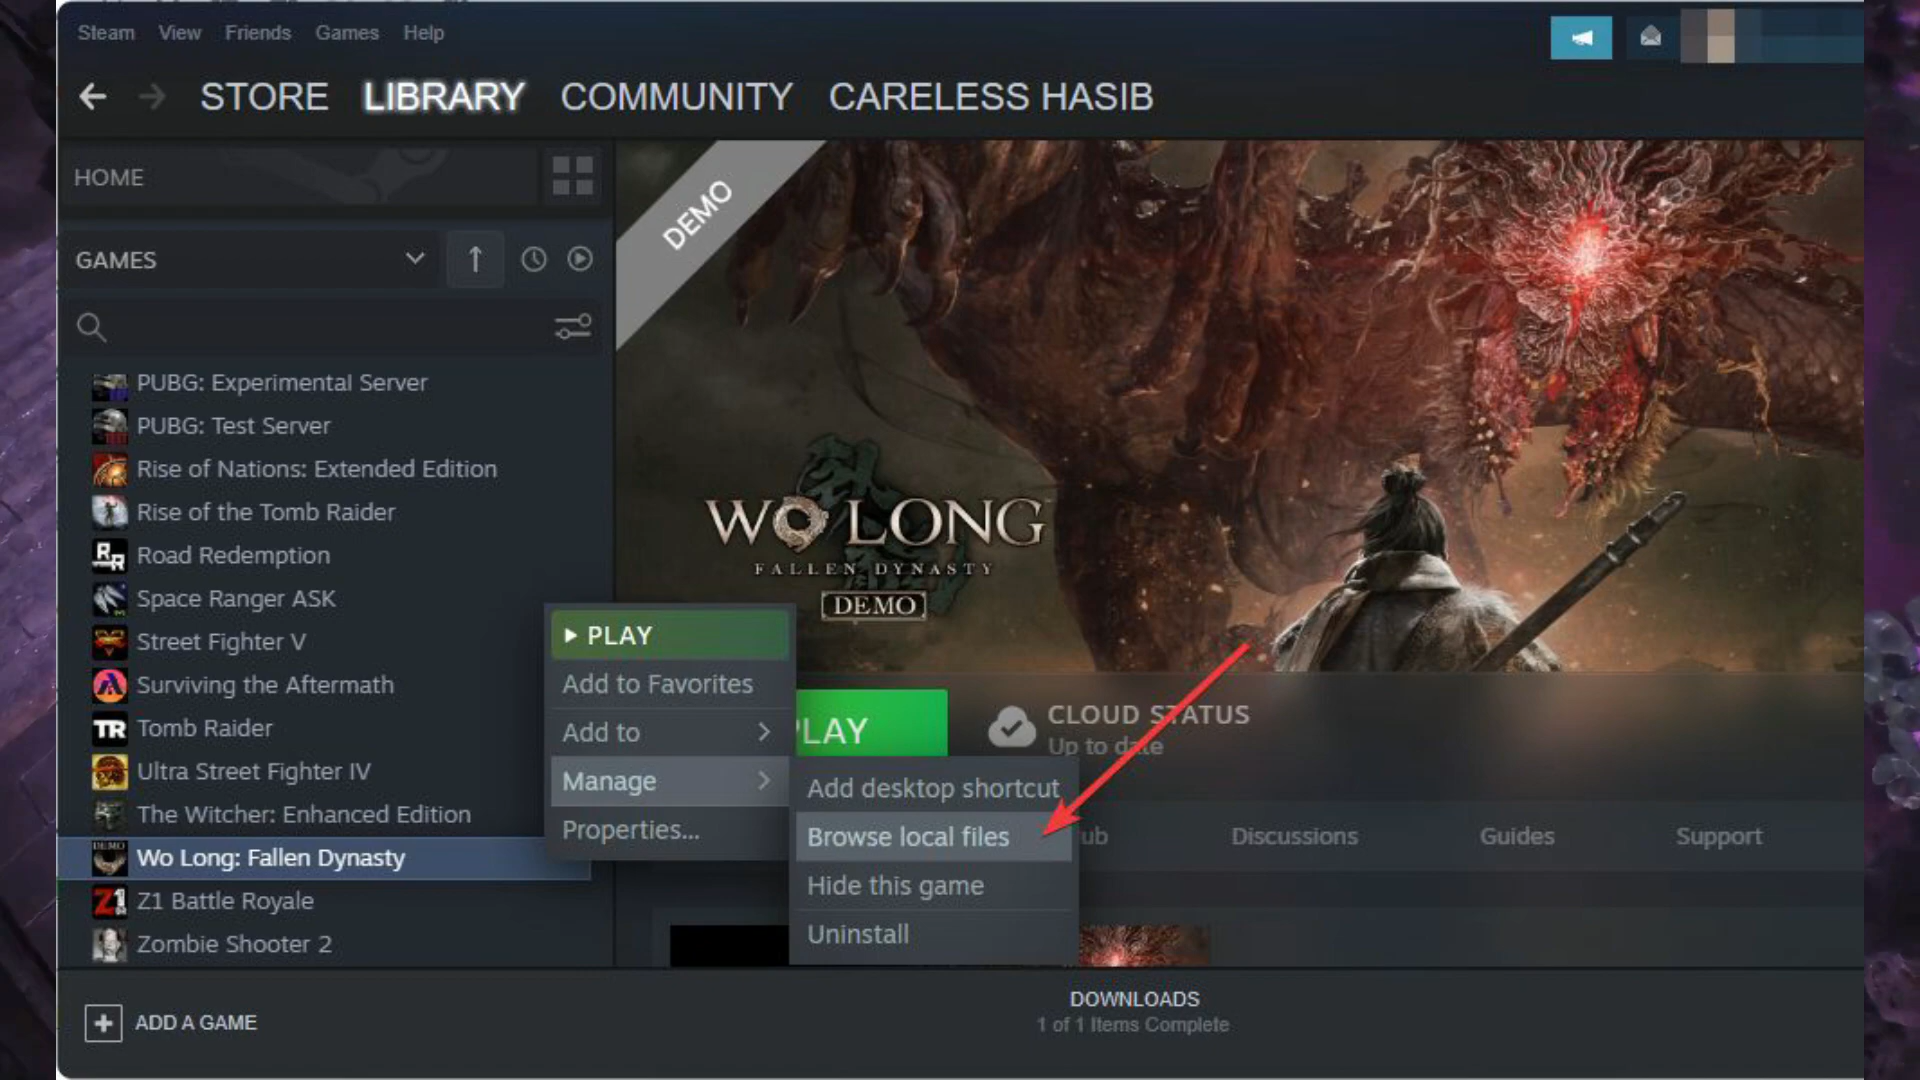 Steam View Friends Games Help
STORE LIBRARY COMMUNITY CARELESS HASIB
HOME
GAMES
PUBG: Experimental Server
PUBG: Test Server
Rise of Nations: Extended Edition
Rise of the Tomb Raider
Road Redemption
Space Ranger ASK
Street Fighter V
Surviving the Aftermath
TR Tomb Raider
Ultra Street Fighter IV
The Witcher: Enhanced Edition
DEMO Wo Long: Fallen Dynasty
Z1 Z1 Battle Royale
Zombie Shooter 2
DEMO
WO LONG
FALLEN DYNASTY
DEMO
PLAY
Add to Favorites
Add to
Manage
Properties...
PLAY
CLOUD STATUS
Up to date
Add desktop shortcut
Browse local files
Hide this game
Uninstall
ub Discussions Guides Support
ADD A GAME
DOWNLOADS
1 of 1 Items Complete